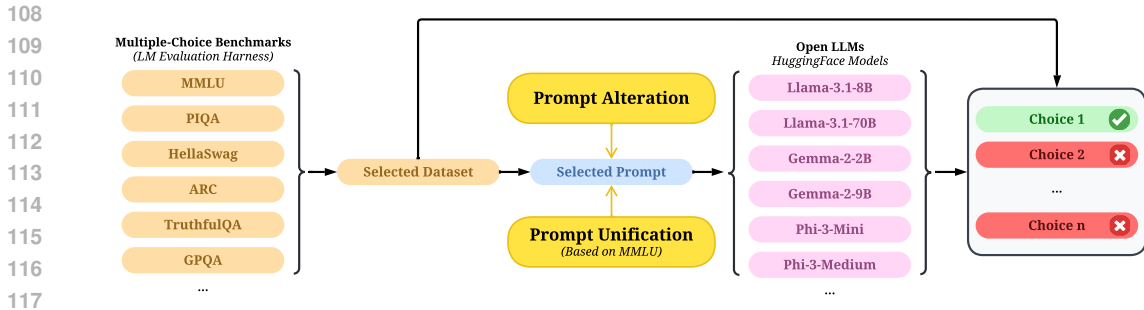 108
109
110
111
112
113
114
115
116
117
Multiple-Choice Benchmarks
(LM Evaluation Harness)
MMLU
PIQA
HellaSwag
ARC
TruthfulQA
GPQA
...
Selected Dataset
Prompt Alteration
Selected Prompt
Prompt Unification
(Based on MMLU)
Open LLMs
HuggingFace Models
Llama-3.1-8B
Llama-3.1-70B
Gemma-2-2B
Gemma-2-9B
Phi-3-Mini
Phi-3-Medium
...
Choice 1
Choice 2
...
Choice n